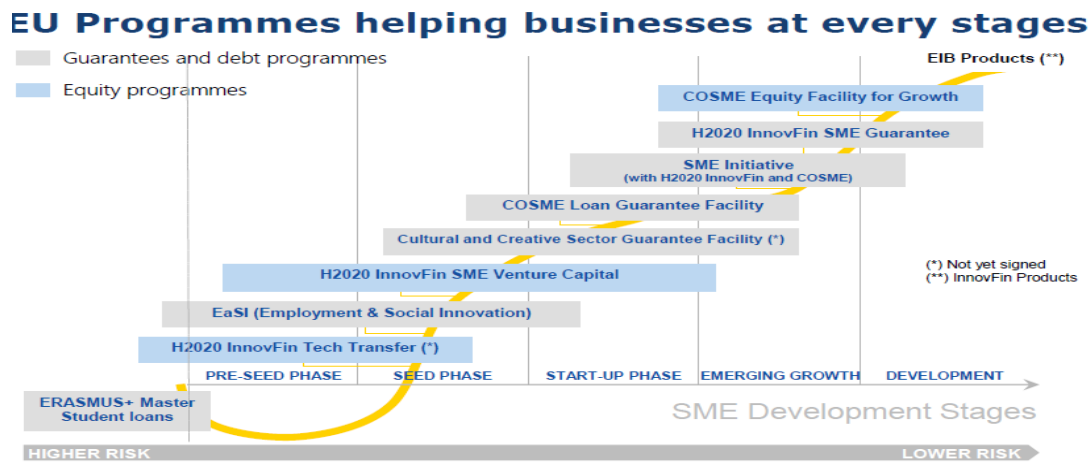 EU Programmes helping businesses at every stages
Guarantees and debt programmes
Equity programmes
EIB Products (**)
COSME Equity Facility for Growth
H2020 InnovFin SME Guarantee
SME Initiative
(with H2020 InnovFin and COSME)
COSME Loan Guarantee Facility
Cultural and Creative Sector Guarantee Facility (*)
H2020 InnovFin SME Venture Capital
(*) Not yet signed
(**) InnovFin Products
EaSI (Employment & Social Innovation)
H2020 InnovFin Tech Transfer (*)
PRE-SEED PHASE SEED PHASE START-UP PHASE EMERGING GROWTH DEVELOPMENT
ERASMUS+ Master
Student loans
SME Development Stages
HIGHER RISK LOWER RISK